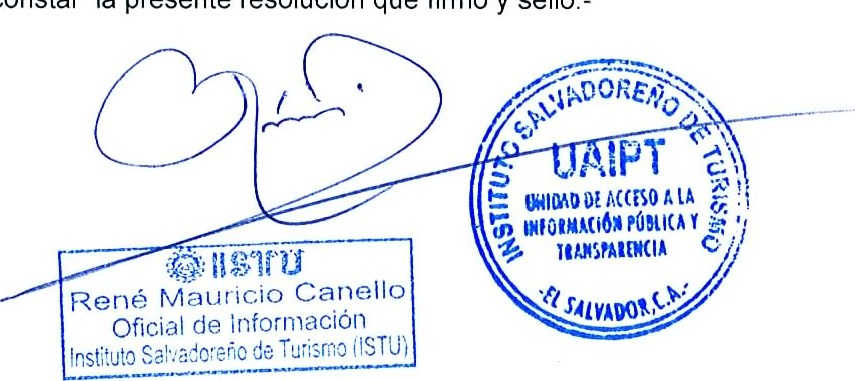 constar la presente resolución que firmo y sello.-
INSTITUTO SALVADOREÑO DE TURISMO
UAIPT
UNIDAD DE ACCESO A LA
INFORMACIÓN PÚBLICA Y
TRANSPARENCIA
-EL SALVADOR,C.A.-
ISTU
René Mauricio Canello
Oficial de Información
Instituto Salvadoreño de Turismo (ISTU)